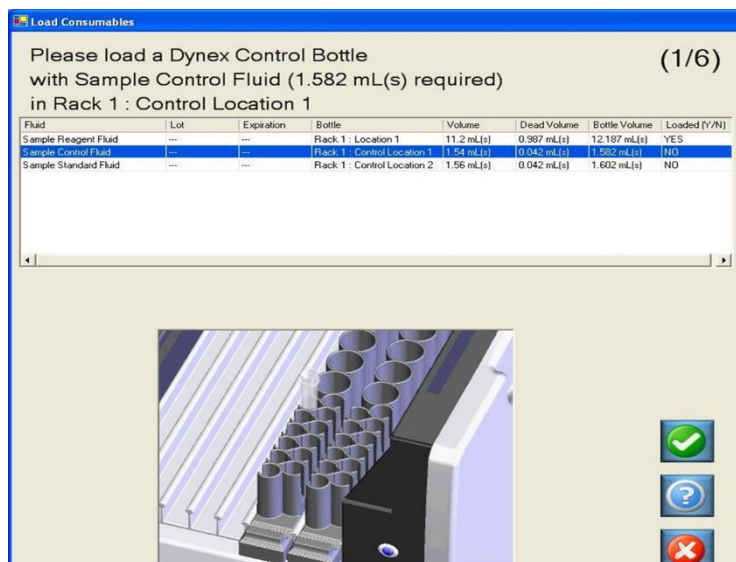 Load Consumables
Please load a Dynex Control Bottle (1/6)
with Sample Control Fluid (1.582 mL(s) required)
in Rack 1 : Control Location 1
Fluid Lot Expiration Bottle Volume Dead Volume Bottle Volume Loaded (Y/N)
Sample Reagent Fluid --- --- Rack 1 : Location 1 11.2 mL(s) 0.987 mL(s) 12.187 mL(s) YES
Sample Control Fluid --- --- Rack 1 : Control Location 1 1.54 mL(s) 0.042 mL(s) 1.582 mL(s) NO
Sample Standard Fluid --- --- Rack 1 : Control Location 2 1.56 mL(s) 0.042 mL(s) 1.602 mL(s) NO